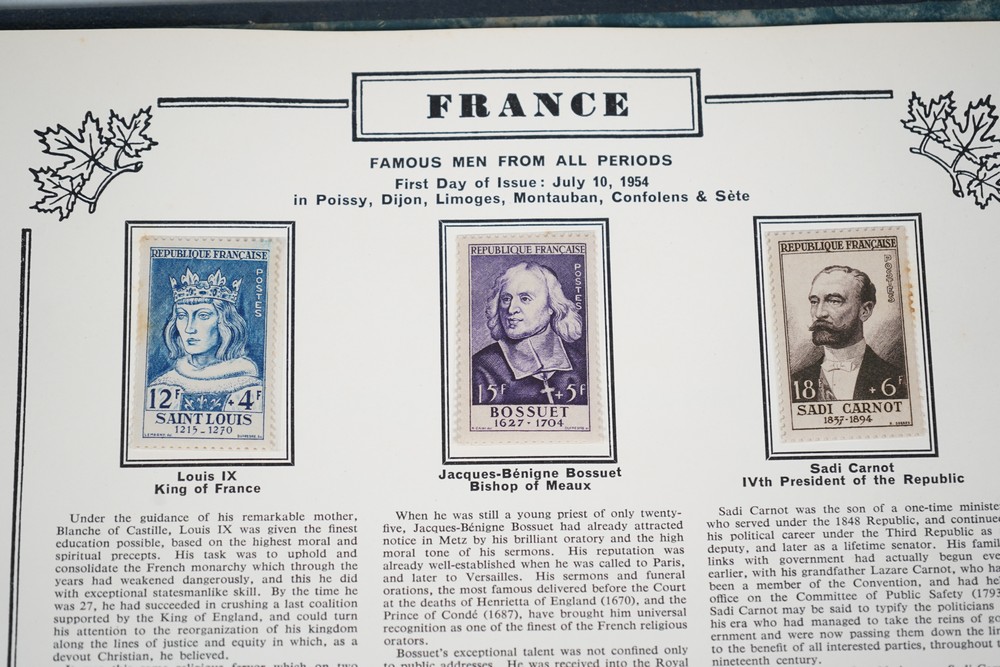 FRANCE
FAMOUS MEN FROM ALL PERIODS
First Day of Issue: July 10, 1954
in Poissy, Dijon, Limoges, Montauban, Confolens & Sète
REPUBLIQUE FRANÇAISE
POSTES
12F +4F
SAINT LOUIS
1215-1270
Louis IX
King of France
Under the guidance of his remarkable mother,
Blanche of Castille, Louis IX was given the finest
education possible, based on the highest moral and
spiritual precepts. His task was to uphold and
consolidate the French monarchy which through the
years had weakened dangerously, and this he did
with exceptional statesmanlike skill. By the time he
was 27, he had succeeded in crushing a last coalition
supported by the King of England, and could turn
his attention to the reorganization of his kingdom
along the lines of justice and equity in which, as a
devout Christian, he believed.
REPUBLIQUE FRANÇAISE
POSTES
15F +5F
BOSSUET
1627-1704
Jacques-Bénigne Bossuet
Bishop of Meaux
When he was still a young priest of only twenty-
five, Jacques-Bénigne Bossuet had already attracted
notice in Metz by his brilliant oratory and the high
moral tone of his sermons. His reputation was
already well-established when he was called to Paris,
and later to Versailles. His sermons and funeral
orations, the most famous delivered before the Court
at the deaths of Henrietta of England (1670), and the
Prince of Condé (1687), have brought him universal
recognition as one of the finest of the French religious
orators.
Bossuet's exceptional talent was not confined only
to public addresses. He was received into the Royal
REPUBLIQUE FRANÇAISE
POSTES
18F +6F
SADI CARNOT
1837-1894
Sadi Carnot
IVth President of the Republic
Sadi Carnot was the son of a one-time ministe
who served under the 1848 Republic, and continue
his political career under the Third Republic as
deputy, and later as a lifetime senator. His famil
links with government had actually begun eve
earlier, with his grandfather Lazare Carnot, who ha
been a member of the Convention, and had he
office on the Committee of Public Safety (1793
Sadi Carnot may be said to typify the politicians
his era who had managed to take the reins of go
ernment and were now passing them down the lin
to the benefit of all interested parties, throughout
nineteenth century.